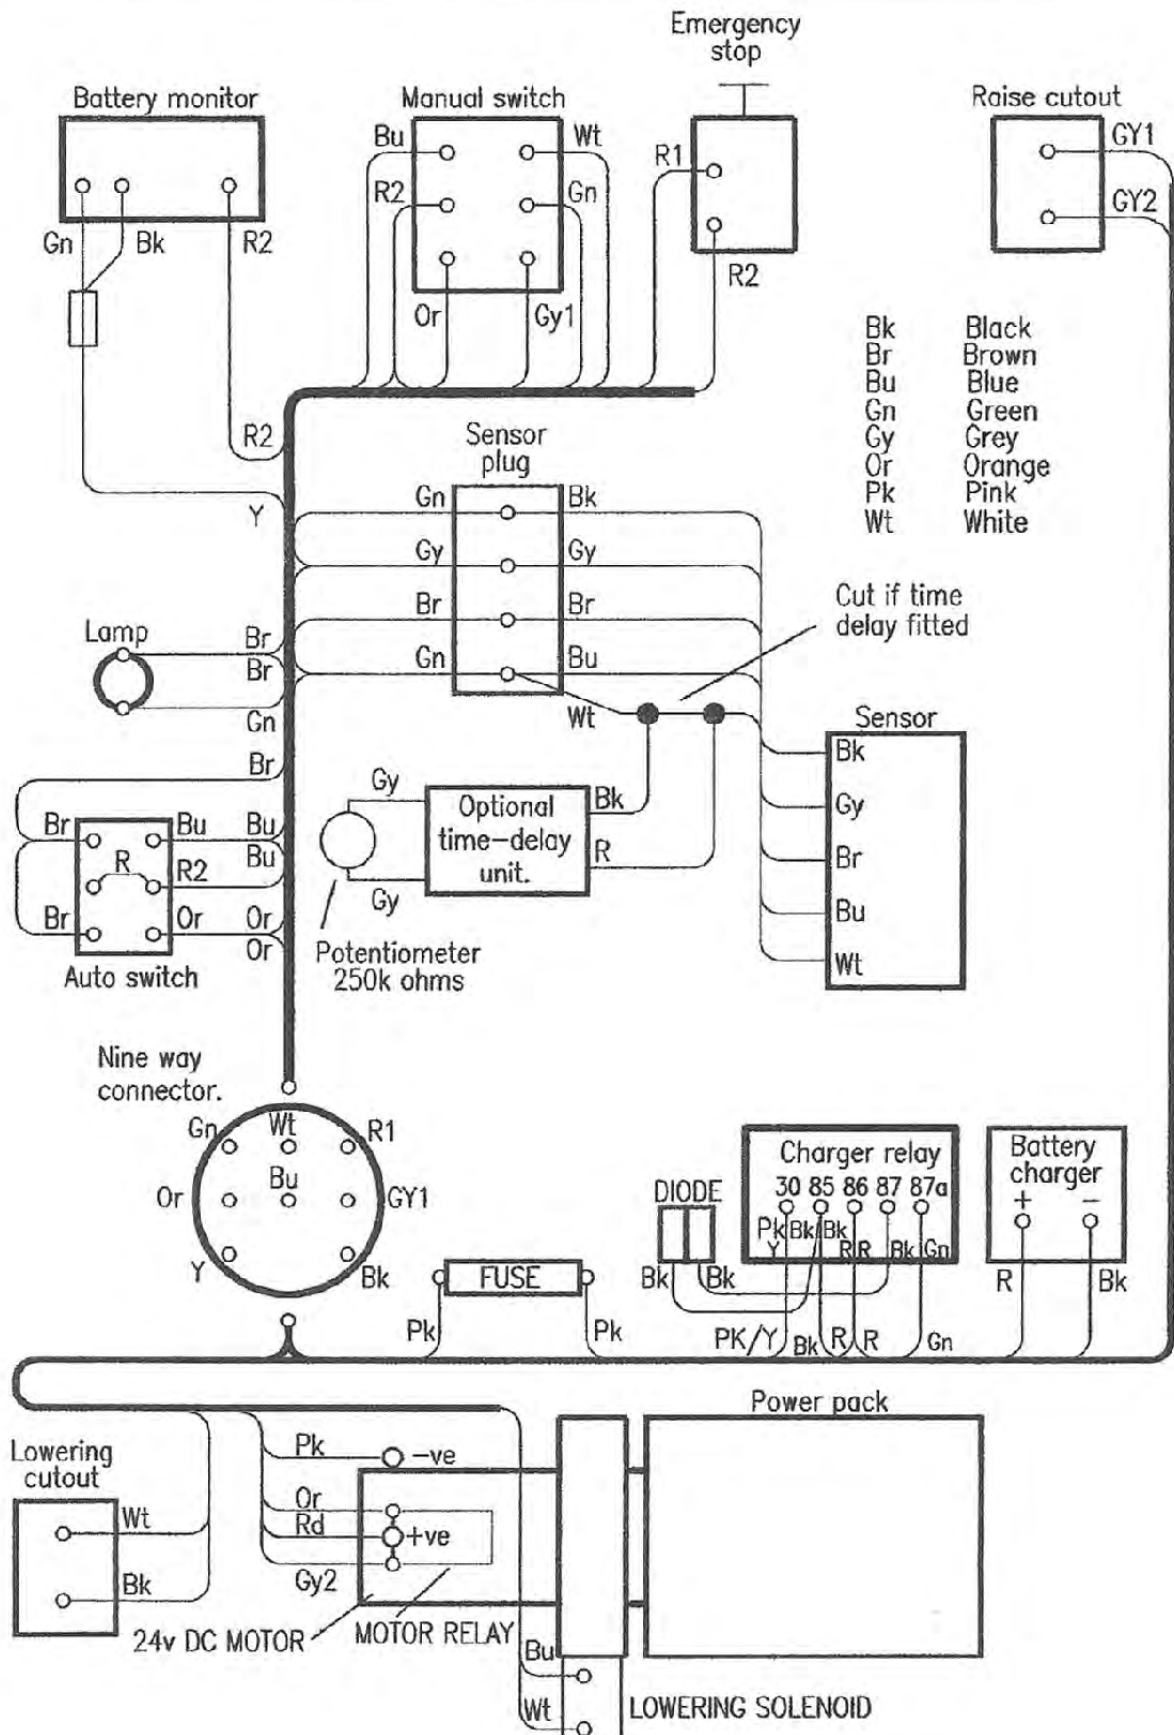 Emergency
stop
Battery monitor
Manual switch
Raise cutout
Bu
Wt
R1
GY1
R2
Gn
GY2
Gn
Bk
R2
R2
Or
Gy1
Bk Black
Br Brown
Bu Blue
Gn Green
Gy Grey
Or Orange
Pk Pink
Wt White
R2
Sensor
plug
Y
Gn
Bk
Gy
Gy
Br
Br
Gn
Bu
Wt
Cut if time
delay fitted
Lamp
Br
Br
Gn
Sensor
Bk
Gy
Br
Bu
Wt
Br
Br
Bu
Bu
R
R2
Bu
Br
Or
Or
Or
Auto switch
Gy
Gy
Optional
time-delay
unit.
Bk
R
Potentiometer
250k ohms
Nine way
connector.
Gn
Wt
R1
Or
Bu
GY1
Y
Bk
FUSE
Pk
Pk
DIODE
Bk
Bk
Charger relay
30 85 86 87 87a
Pk Bk Bk
Y R R Bk Gn
PK/Y Bk R R Gn
Battery
charger
+ -
R
Bk
Power pack
Lowering
cutout
Wt
Bk
Pk
-ve
Or
Rd
+ve
Gy2
24v DC MOTOR
MOTOR RELAY
Bu
Wt
LOWERING SOLENOID